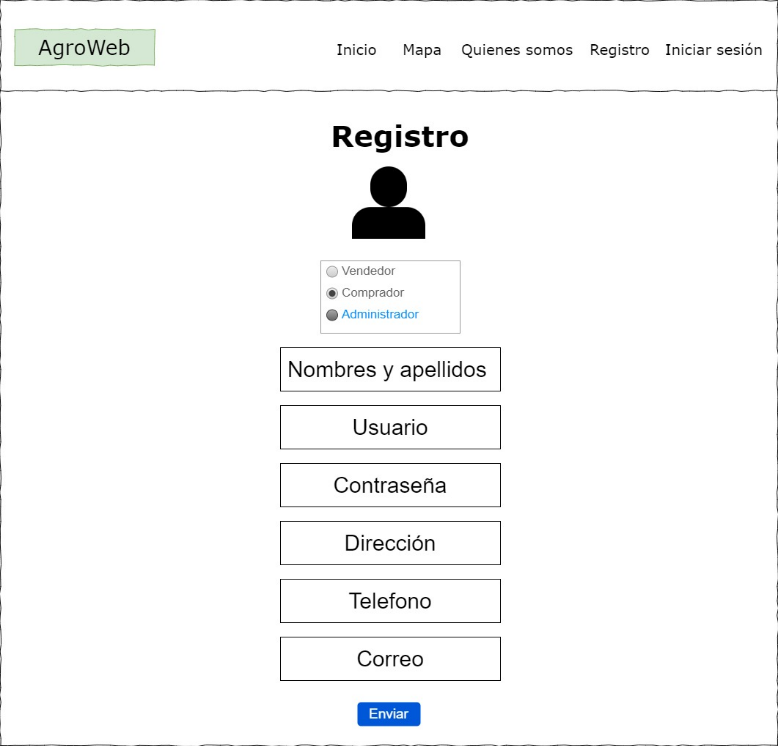 AgroWeb
Inicio Mapa Quienes somos Registro Iniciar sesión
Registro
Vendedor
Comprador
Administrador
Nombres y apellidos
Usuario
Contraseña
Dirección
Telefono
Correo
Enviar